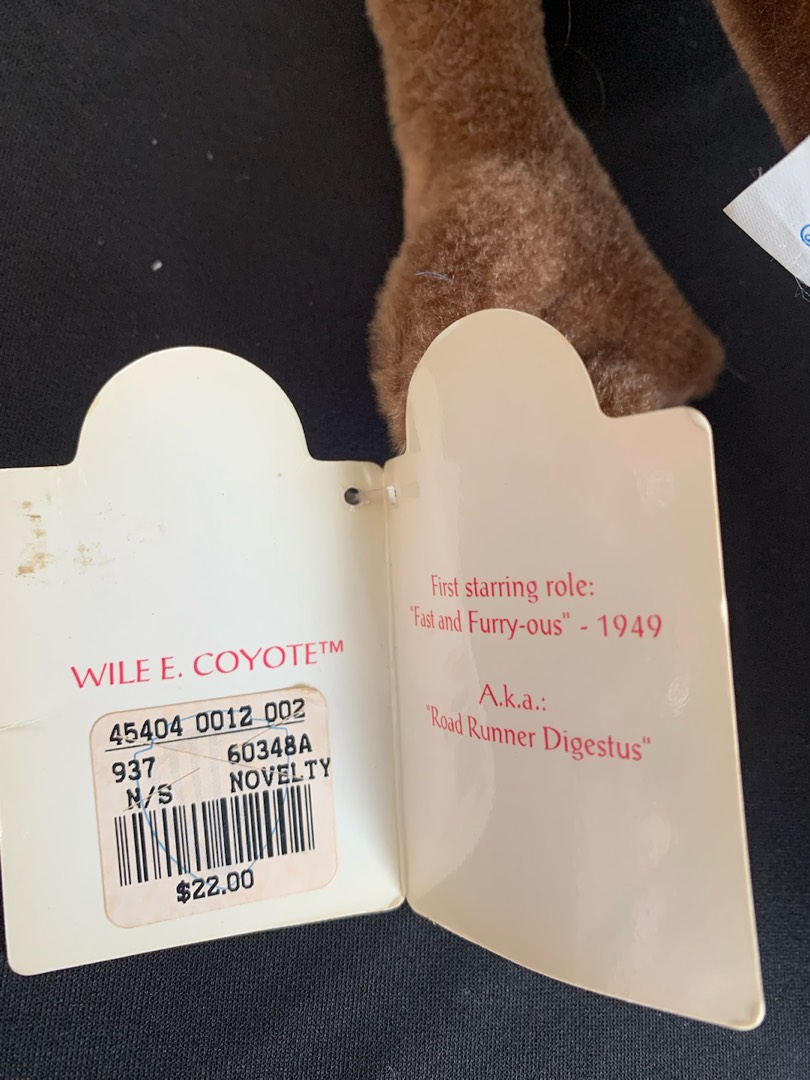 WILE E. COYOTE™
45404 0012 002
937 60348A
N/S NOVELTY
$22.00
First starring role:
"Fast and Furry-ous" - 1949
A.k.a.:
"Road Runner Digestus"